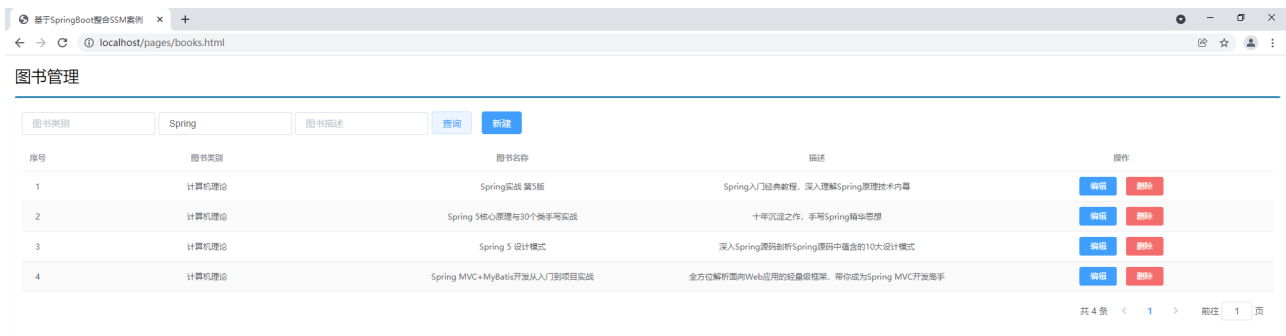 基于SpringBoot整合SSM案例
localhost/pages/books.html
图书管理
图书类别 Spring 图书描述 查询 新建
序号 图书类别 图书名称 描述 操作
1 计算机理论 Spring实战 第5版 Spring入门经典教程，深入理解Spring原理技术内幕 编辑 删除
2 计算机理论 Spring 5核心原理与30个类手写实战 十年沉淀之作，手写Spring精华思想 编辑 删除
3 计算机理论 Spring 5 设计模式 深入Spring源码剖析Spring源码中蕴含的10大设计模式 编辑 删除
4 计算机理论 Spring MVC+MyBatis开发从入门到项目实战 全方位解析面向Web应用的轻量级框架，带你成为Spring MVC开发高手 编辑 删除
共 4 条 1 前往 1 页